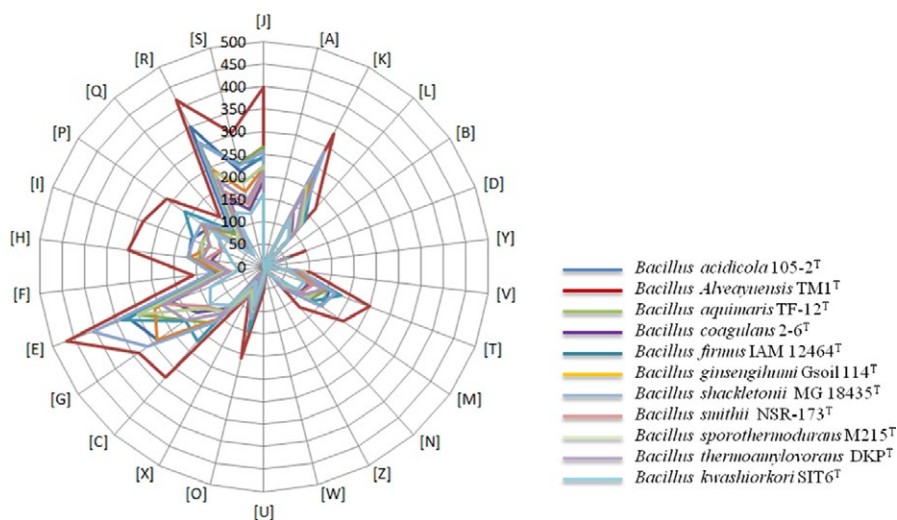 [J]
[A]
[K]
[L]
[B]
[D]
[Y]
[V]
[T]
[M]
[N]
[Z]
[W]
[U]
[O]
[X]
[C]
[G]
[E]
[F]
[H]
[I]
[P]
[Q]
[R]
[S]
500
450
400
350
300
250
200
150
100
50
0
Bacillus acidicola 105-2ᵀ
Bacillus Alveayuensis TM1ᵀ
Bacillus aquimaris TF-12ᵀ
Bacillus coagulans 2-6ᵀ
Bacillus firmus IAM 12464ᵀ
Bacillus ginsengihumi Gsoil 114ᵀ
Bacillus shackletonii MG 18435ᵀ
Bacillus smithii NSR-173ᵀ
Bacillus sporothermodurans M215ᵀ
Bacillus thermoamylovorans DKPᵀ
Bacillus kwashiorkori SIT6ᵀ